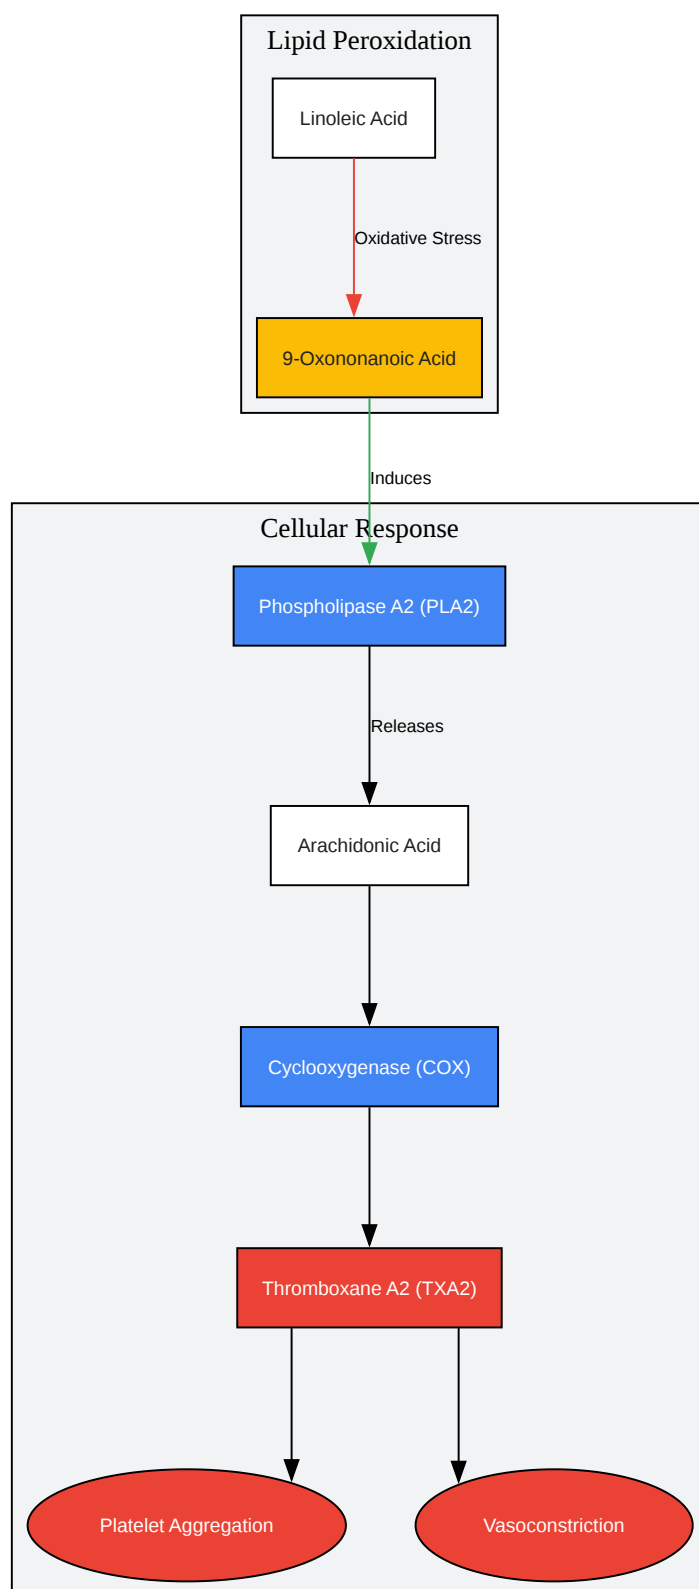 Lipid Peroxidation
Linoleic Acid
Oxidative Stress
9-Oxononanoic Acid
Induces
Cellular Response
Phospholipase A2 (PLA2)
Releases
Arachidonic Acid
Cyclooxygenase (COX)
Thromboxane A2 (TXA2)
Platelet Aggregation
Vasoconstriction